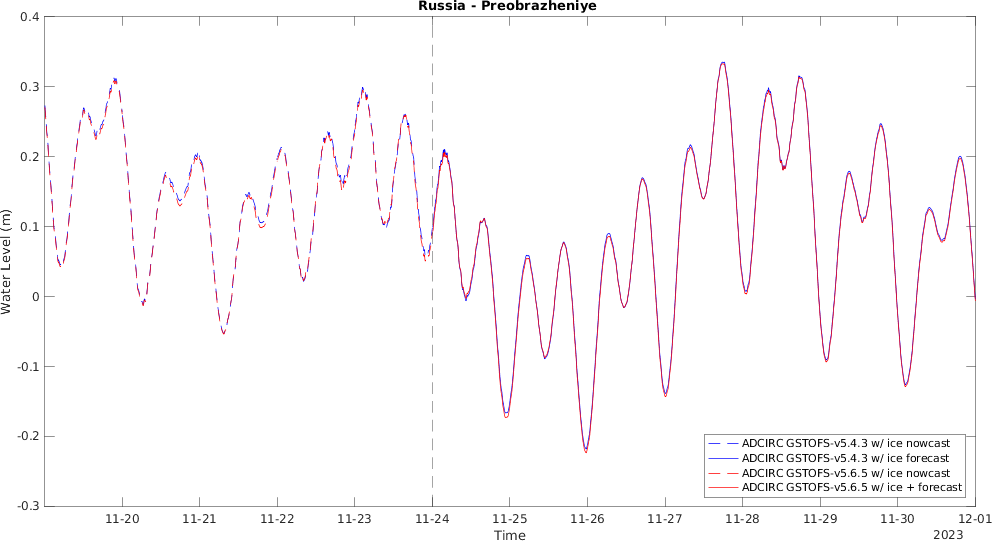 Russia - Preobrazheniye
0.4
0.3
0.2
0.1
0
-0.1
-0.2
-0.3
Water Level (m)
ADCIRC GSTOFS-v5.4.3 w/ ice nowcast
ADCIRC GSTOFS-v5.4.3 w/ ice forecast
ADCIRC GSTOFS-v5.6.5 w/ ice nowcast
ADCIRC GSTOFS-v5.6.5 w/ ice + forecast
11-20 11-21 11-22 11-23 11-24 11-25 11-26 11-27 11-28 11-29 11-30 12-01
Time
2023